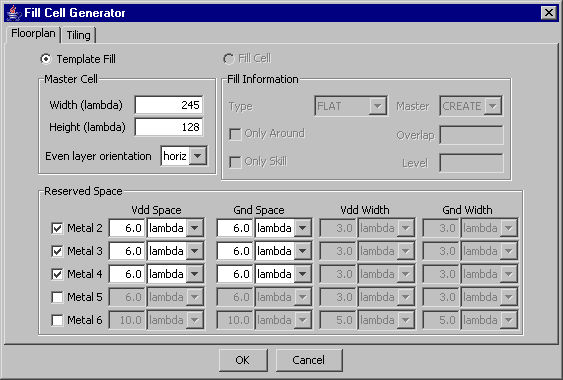 Fill Cell Generator
Floorplan Tiling
Template Fill Fill Cell
Master Cell Fill Information
Width (lambda) 245 Type FLAT Master CREATE
Height (lambda) 128 Only Around Overlap
Even layer orientation horiz Only Skill Level
Reserved Space
Vdd Space Gnd Space Vdd Width Gnd Width
Metal 2 6.0 lambda 6.0 lambda 3.0 lambda 3.0 lambda
Metal 3 6.0 lambda 6.0 lambda 3.0 lambda 3.0 lambda
Metal 4 6.0 lambda 6.0 lambda 3.0 lambda 3.0 lambda
Metal 5 6.0 lambda 6.0 lambda 3.0 lambda 3.0 lambda
Metal 6 10.0 lambda 10.0 lambda 5.0 lambda 5.0 lambda
OK Cancel